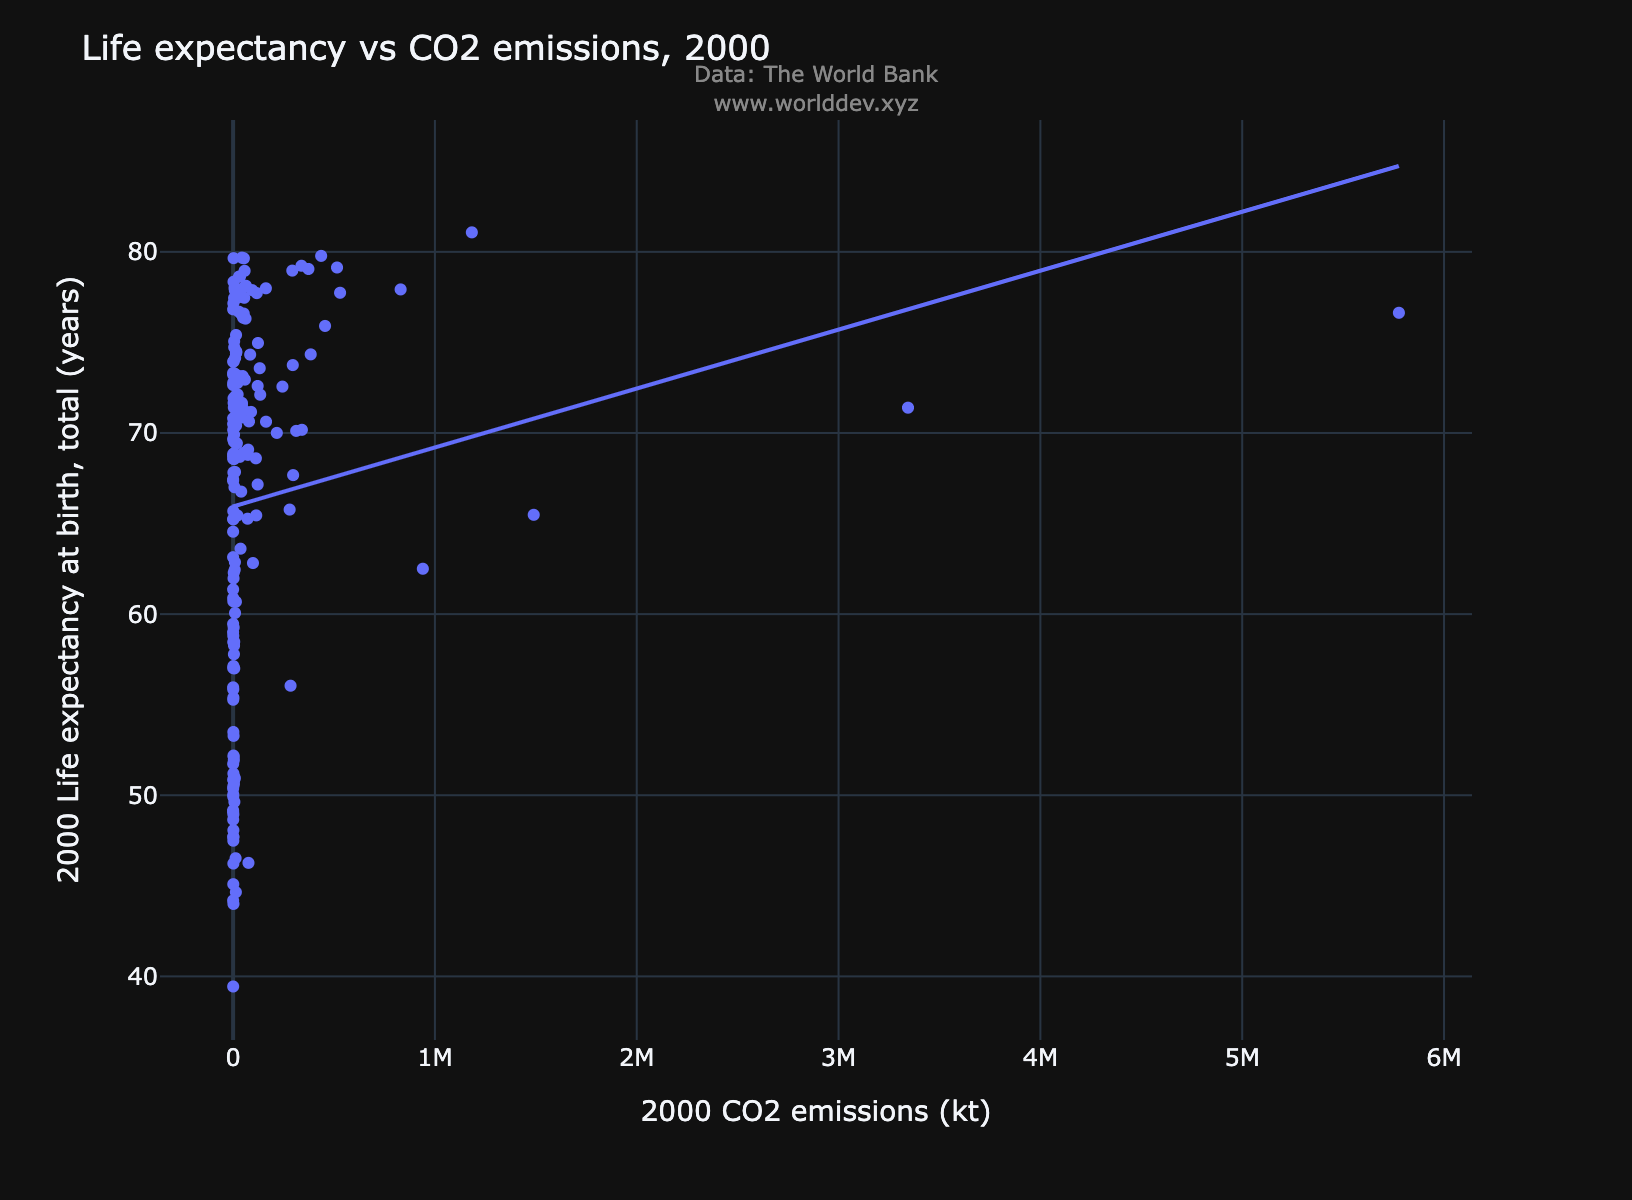 Life expectancy vs CO2 emissions, 2000
Data: The World Bank
www.worlddev.xyz
2000 Life expectancy at birth, total (years)
80
70
60
50
40
0
1M
2M
3M
4M
5M
6M
2000 CO2 emissions (kt)